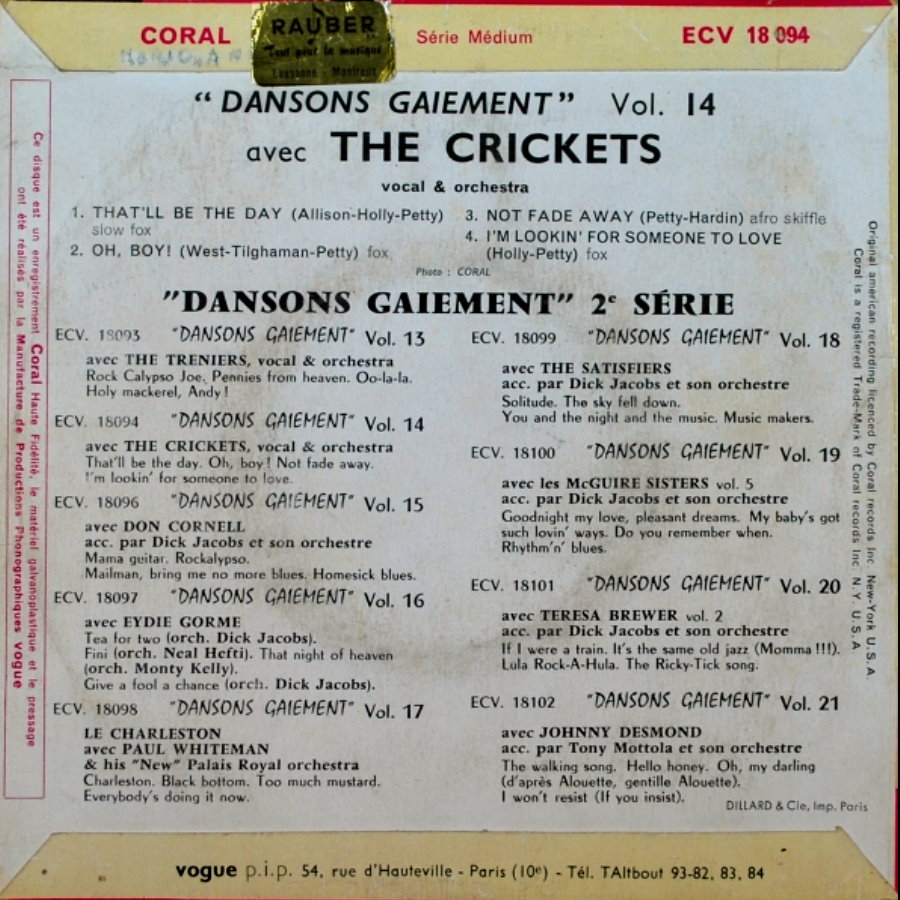 CORAL
RAUBER
Tout pour la musique
Lausanne - Montreux
Série Médium
ECV 18 094
“ DANSONS GAIEMENT ” Vol. 14
avec THE CRICKETS
vocal & orchestra
1. THAT'LL BE THE DAY (Allison-Holly-Petty)
slow fox
2. OH, BOY! (West-Tilghaman-Petty) fox
3. NOT FADE AWAY (Petty-Hardin) afro skiffle
4. I'M LOOKIN' FOR SOMEONE TO LOVE
(Holly-Petty) fox
Photo : CORAL
"DANSONS GAIEMENT" 2e SÉRIE
ECV. 18093 "DANSONS GAIEMENT" Vol. 13
avec THE TRENIERS, vocal & orchestra
Rock Calypso Joe. Pennies from heaven. Oo-la-la.
Holy mackerel, Andy !
ECV. 18094 "DANSONS GAIEMENT" Vol. 14
avec THE CRICKETS, vocal & orchestra
That'll be the day. Oh, boy ! Not fade away.
I'm lookin' for someone to love.
ECV. 18096 "DANSONS GAIEMENT" Vol. 15
avec DON CORNELL
acc. par Dick Jacobs et son orchestre
Mama guitar. Rockalypso.
Mailman, bring me no more blues. Homesick blues.
ECV. 18097 "DANSONS GAIEMENT" Vol. 16
avec EYDIE GORME
Tea for two (orch. Dick Jacobs).
Fini (orch. Neal Hefti). That night of heaven
(orch. Monty Kelly).
Give a fool a chance (orch. Dick Jacobs).
ECV. 18098 "DANSONS GAIEMENT" Vol. 17
LE CHARLESTON
avec PAUL WHITEMAN
& his "New" Palais Royal orchestra
Charleston. Black bottom. Too much mustard.
Everybody's doing it now.
ECV. 18099 "DANSONS GAIEMENT" Vol. 18
avec THE SATISFIERS
acc. par Dick Jacobs et son orchestre
Solitude. The sky fell down.
You and the night and the music. Music makers.
ECV. 18100 "DANSONS GAIEMENT" Vol. 19
avec les McGUIRE SISTERS vol. 5
acc. par Dick Jacobs et son orchestre
Goodnight my love, pleasant dreams. My baby's got
such lovin' ways. Do you remember when.
Rhythm'n' blues.
ECV. 18101 "DANSONS GAIEMENT" Vol. 20
avec TERESA BREWER vol. 2
acc. par Dick Jacobs et son orchestre
If I were a train. It's the same old jazz (Momma !!!).
Lula Rock-A-Hula. The Ricky-Tick song.
ECV. 18102 "DANSONS GAIEMENT" Vol. 21
avec JOHNNY DESMOND
acc. par Tony Mottola et son orchestre
The walking song. Hello honey. Oh, my darling
(d'après Alouette, gentille Alouette).
I won't resist (If you insist).
DILLARD & Cie, Imp. Paris
Ce disque est un enregistrement Coral Haute Fidélité, le matériel galvanoplastique et le pressage
ont été réalisés par la Manufacture de Productions Phonographiques vogue
Original american recording licenced by Coral records Inc. New-York U.S.A.
Coral is a registered Trade-Mark of Coral records Inc. N.Y. U.S.A
vogue p.i.p. 54, rue d'Hauteville - Paris (10e) - Tél. TAItbout 93-82, 83, 84